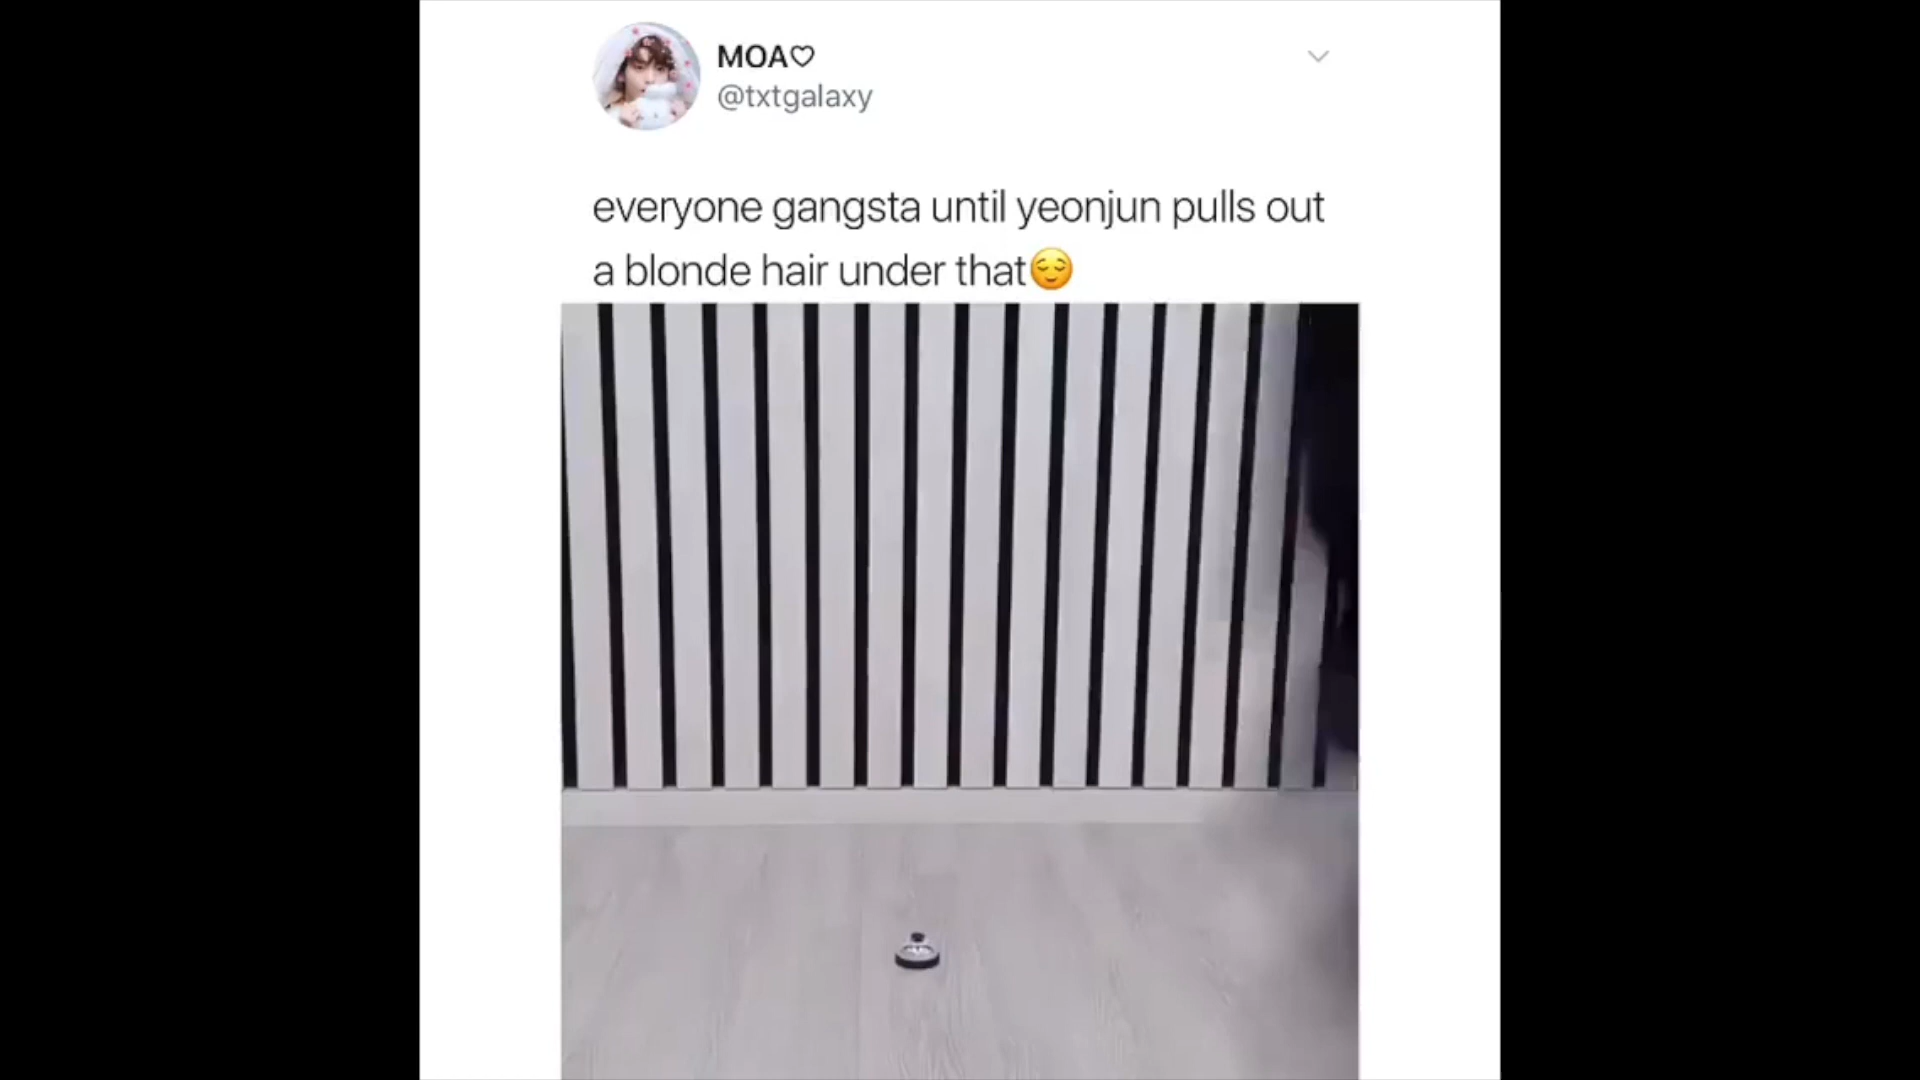 MOA♡
@txtgalaxy
everyone gangsta until yeonjun pulls out
a blonde hair under that😌